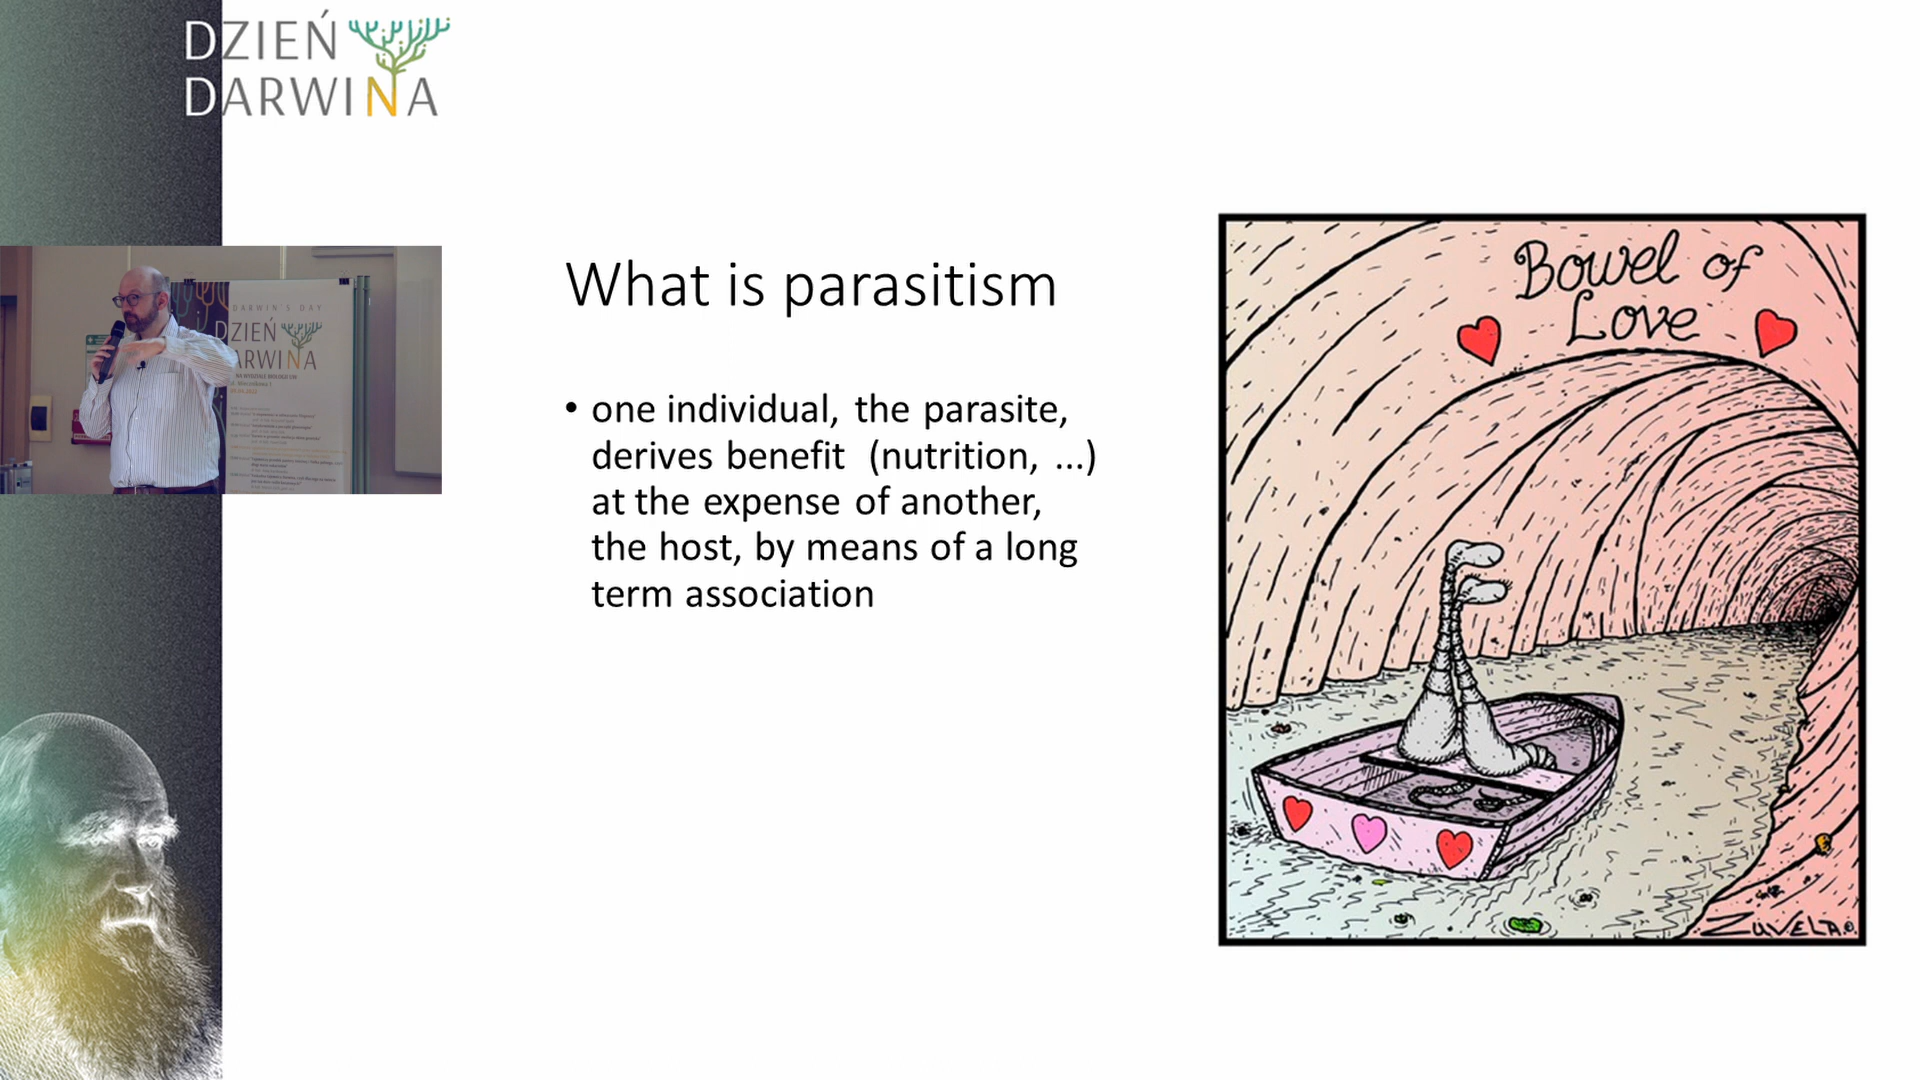 DZIEŃ
DARWINA
DARWIN'S DAY
DZIEŃ
ARWINA
What is parasitism
• one individual, the parasite,
derives benefit (nutrition, ...)
at the expense of another,
the host, by means of a long
term association
Bowel of
Love
ZUVELA